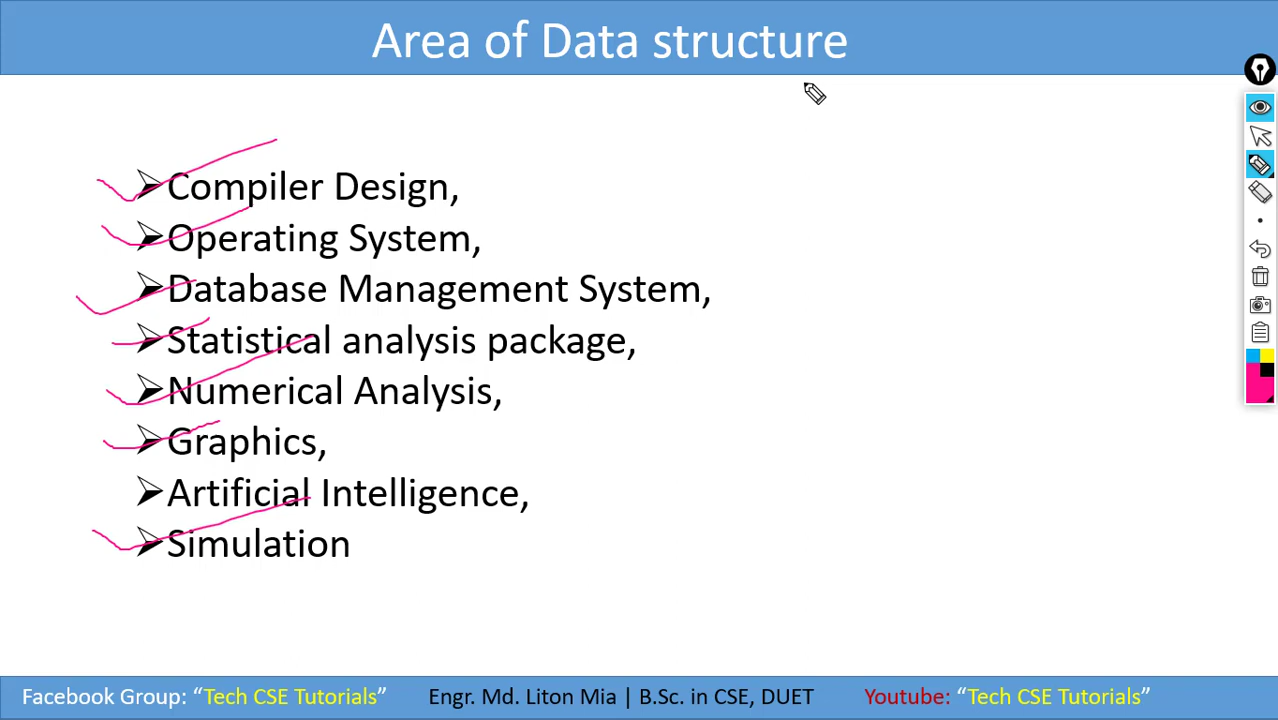 Area of Data structure
Compiler Design,
Operating System,
Database Management System,
Statistical analysis package,
Numerical Analysis,
Graphics,
Artificial Intelligence,
Simulation
Facebook Group: “Tech CSE Tutorials” Engr. Md. Liton Mia | B.Sc. in CSE, DUET Youtube: “Tech CSE Tutorials”